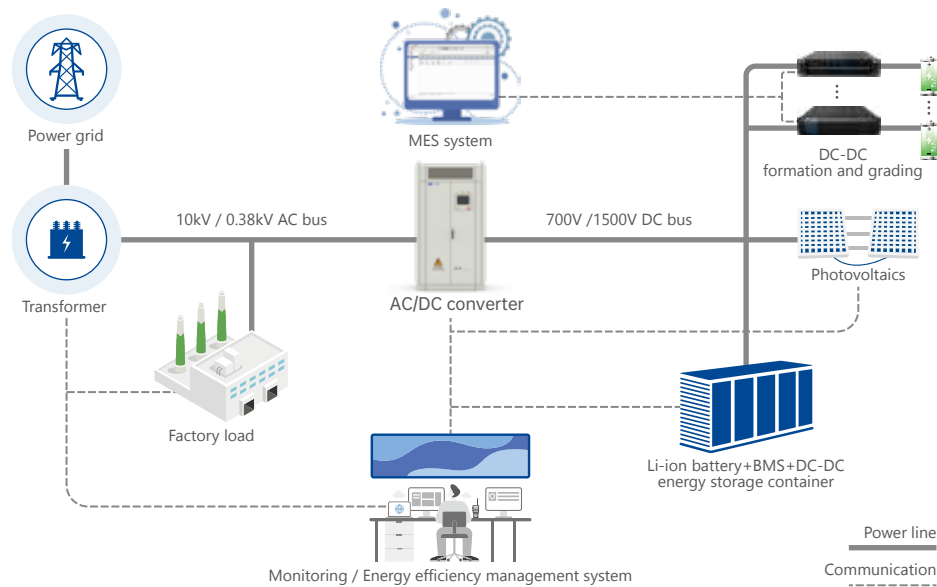 Power grid
MES system
DC-DC
formation and grading
10kV / 0.38kV AC bus
700V /1500V DC bus
Transformer
AC/DC converter
Photovoltaics
Factory load
Li-ion battery+BMS+DC-DC
energy storage container
Power line
Communication
Monitoring / Energy efficiency management system